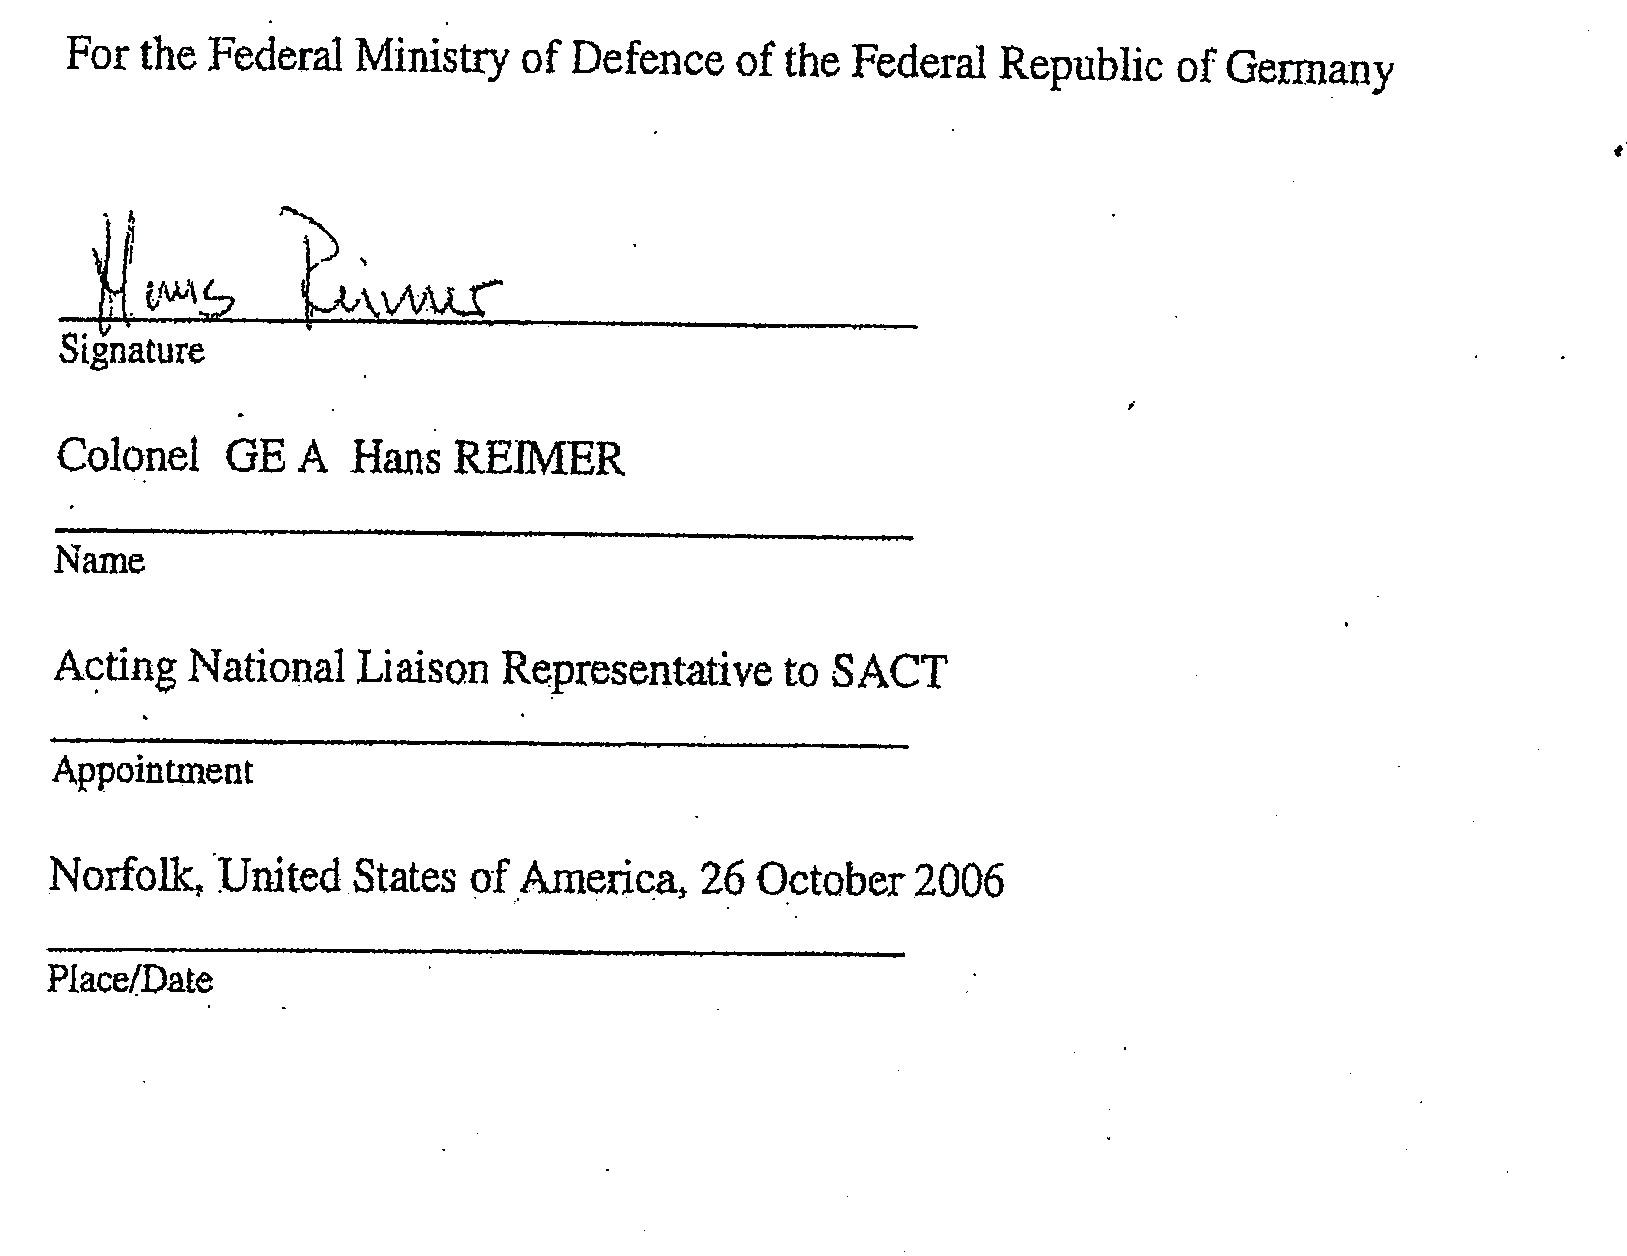 For the Federal Ministry of Defence of the Federal Republic of Germany
Hans Reimer
Signature
Colonel GE A Hans REIMER
Name
Acting National Liaison Representative to SACT
Appointment
Norfolk, United States of America, 26 October 2006
Place/Date